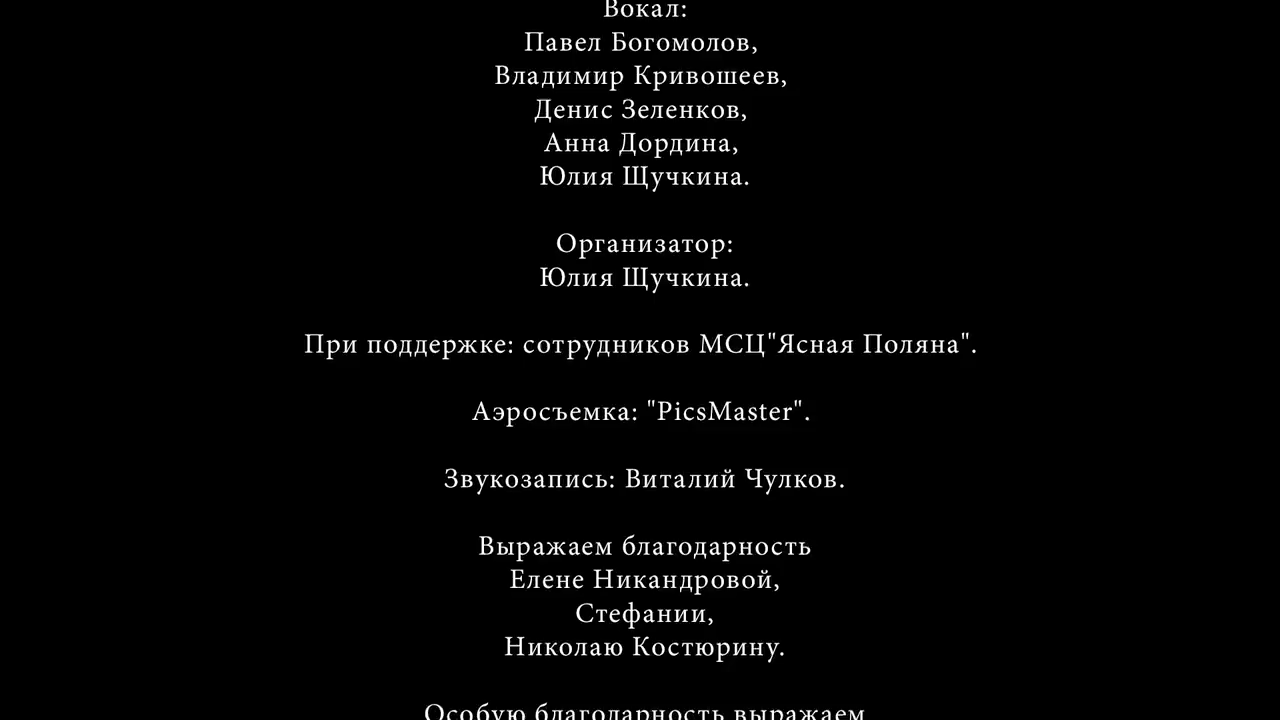 Вокал:
Павел Богомолов,
Владимир Кривошеев,
Денис Зеленков,
Анна Дордина,
Юлия Щучкина.
Организатор:
Юлия Щучкина.
При поддержке: сотрудников МСЦ"Ясная Поляна".
Аэросъемка: "PicsMaster".
Звукозапись: Виталий Чулков.
Выражаем благодарность
Елене Никандровой,
Стефании,
Николаю Костюрину.
Особую благодарность выражаем